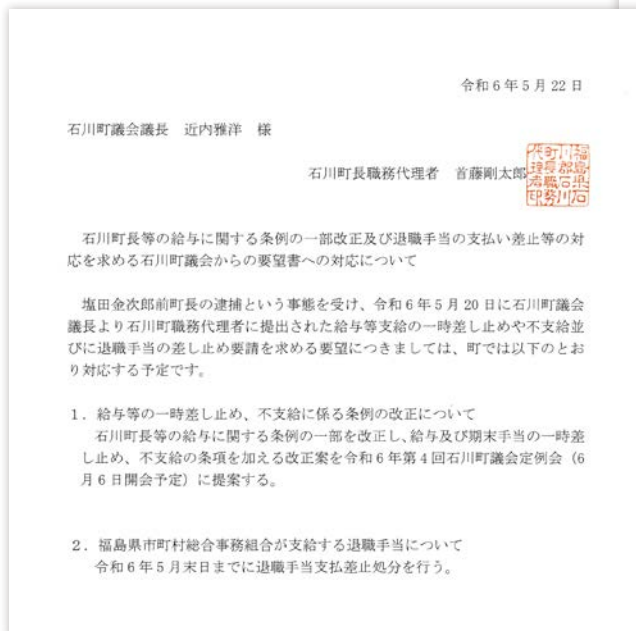 令和6年5月22日
石川町議会議長　近内雅洋　様
石川町長職務代理者　首藤剛太郎
福島県石
川郡石川
町長職務
代理者印
石川町長等の給与に関する条例の一部改正及び退職手当の支払い差止等の対
応を求める石川町議会からの要望書への対応について
塩田金次郎前町長の逮捕という事態を受け、令和6年5月20日に石川町議会
議長より石川町職務代理者に提出された給与等支給の一時差し止めや不支給並
びに退職手当の差し止め要請を求める要望につきましては、町では以下のとお
り対応する予定です。
1．給与等の一時差し止め、不支給に係る条例の改正について
石川町長等の給与に関する条例の一部を改正し、給与及び期末手当の一時差
し止め、不支給の条項を加える改正案を令和6年第4回石川町議会定例会（6
月6日開会予定）に提案する。
2．福島県市町村総合事務組合が支給する退職手当について
令和6年5月末日までに退職手当支払差止処分を行う。